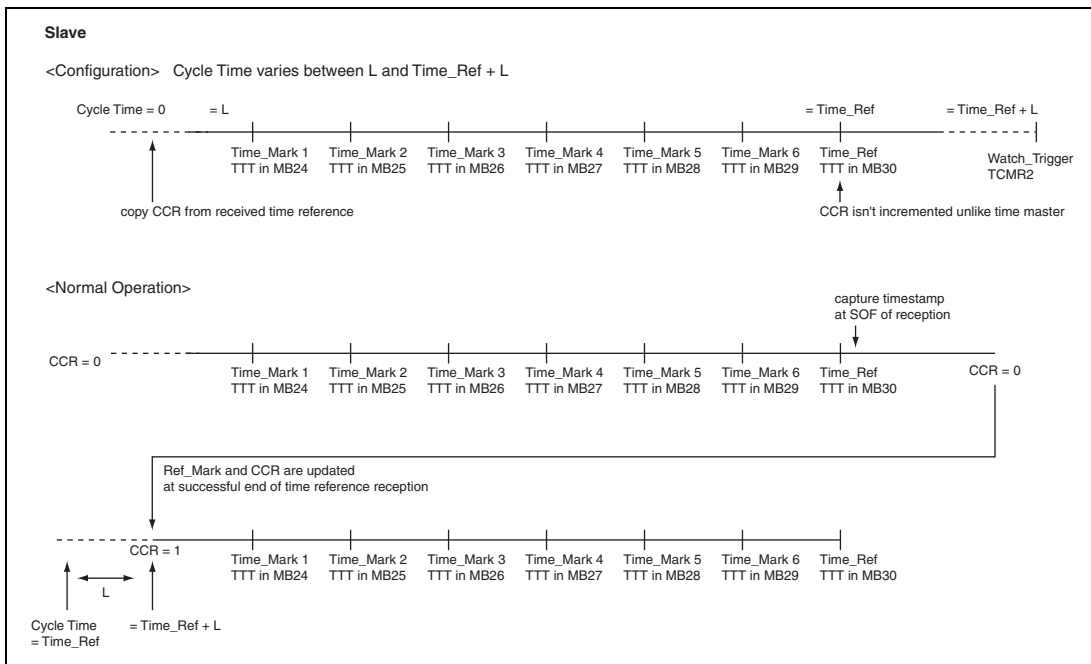 Slave
<Configuration> Cycle Time varies between L and Time_Ref + L
Cycle Time = 0 = L = Time_Ref = Time_Ref + L
Time_Mark 1 Time_Mark 2 Time_Mark 3 Time_Mark 4 Time_Mark 5 Time_Mark 6 Time_Ref
TTT in MB24 TTT in MB25 TTT in MB26 TTT in MB27 TTT in MB28 TTT in MB29 TTT in MB30
Watch_Trigger
TCMR2
copy CCR from received time reference
CCR isn't incremented unlike time master
<Normal Operation>
capture timestamp
at SOF of reception
CCR = 0
Time_Mark 1 Time_Mark 2 Time_Mark 3 Time_Mark 4 Time_Mark 5 Time_Mark 6 Time_Ref
TTT in MB24 TTT in MB25 TTT in MB26 TTT in MB27 TTT in MB28 TTT in MB29 TTT in MB30
CCR = 0
Ref_Mark and CCR are updated
at successful end of time reference reception
CCR = 1
Time_Mark 1 Time_Mark 2 Time_Mark 3 Time_Mark 4 Time_Mark 5 Time_Mark 6 Time_Ref
TTT in MB24 TTT in MB25 TTT in MB26 TTT in MB27 TTT in MB28 TTT in MB29 TTT in MB30
L
Cycle Time
= Time_Ref
= Time_Ref + L